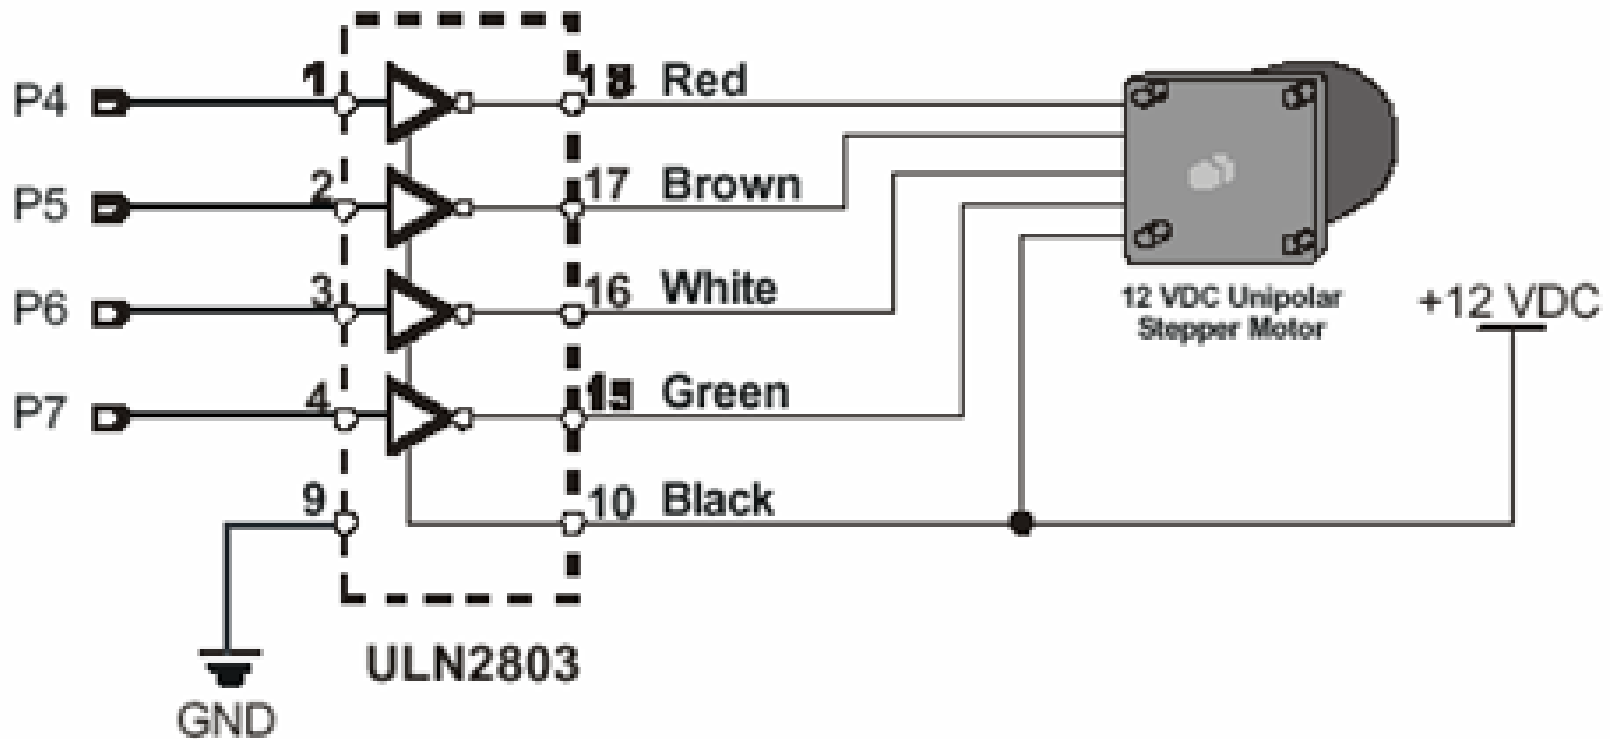 P4 1 18 Red
P5 2 17 Brown
P6 3 16 White
P7 4 15 Green
9 10 Black
12 VDC Unipolar
Stepper Motor
+12 VDC
ULN2803
GND